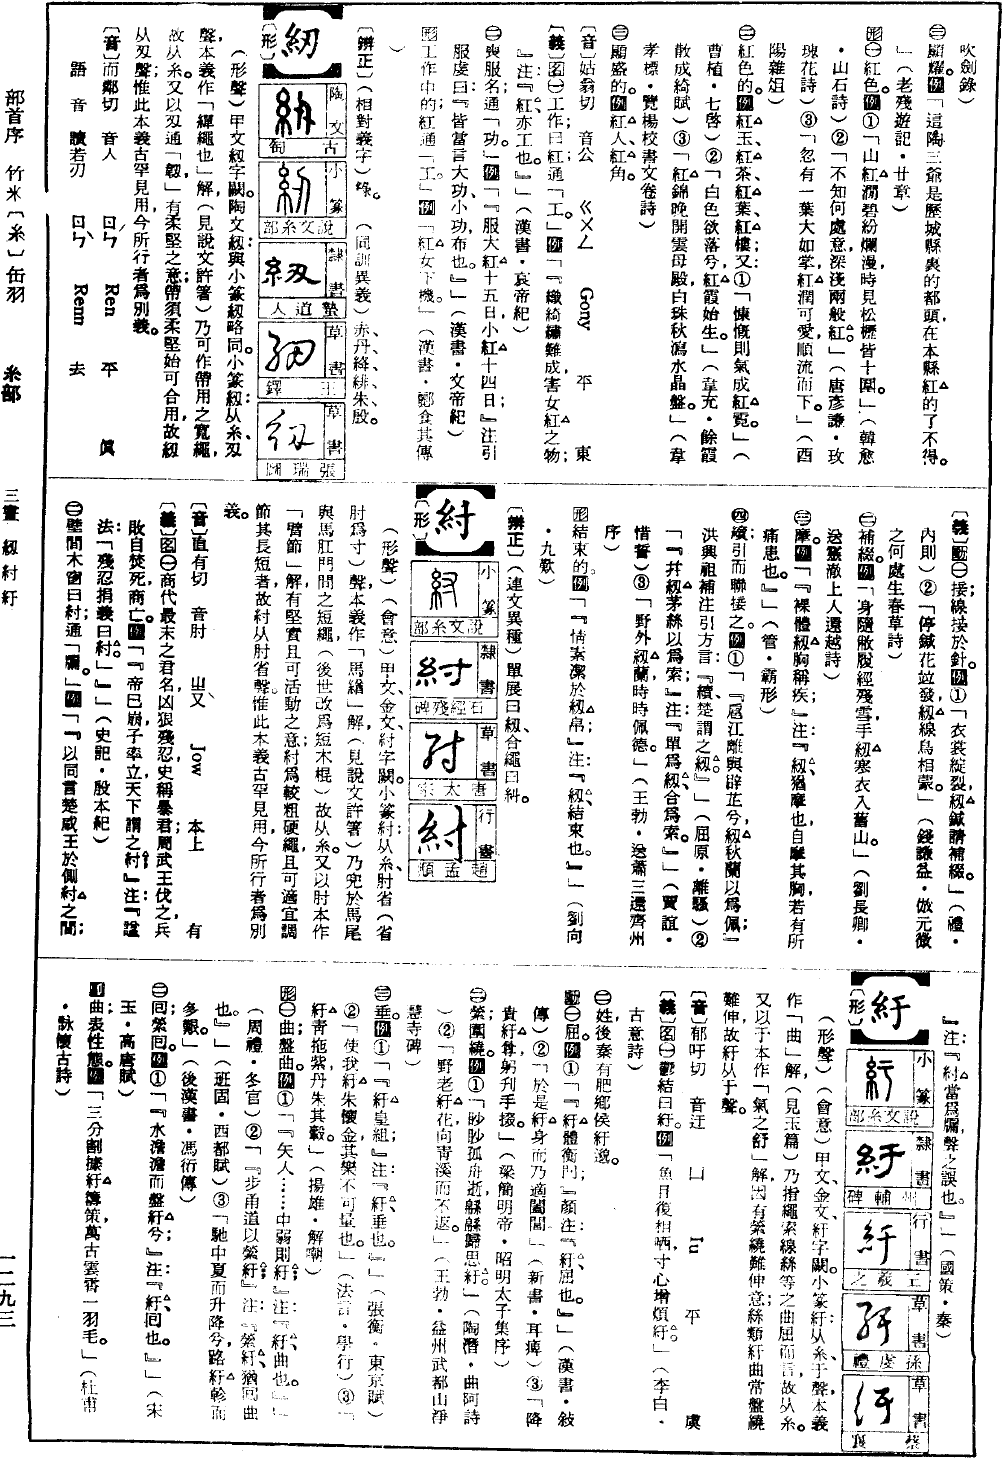 吹劍錄）
㊂顯耀。例「這陶三爺是歷城縣裏的都頭，在本縣紅的了不得。
」（老殘遊記・廿章）
形㊀紅色。例①「山紅澗碧紛爛漫，時見松櫪皆十圍。」（韓愈
・山石詩）②「不知何處意，深淺兩般紅。」（唐彥謙・玫
瑰花詩）③「忽有一葉大如掌，紅潤可愛，順流而下。」（酉
陽雜俎）
㊁紅色的。例紅玉、紅茶、紅葉、紅樓；又：①「慷慨則氣成紅霓。」（
曹植・七啓）②「白色欲落兮紅霞始生。」（韋充・餘霞
散成綺賦）③「紅錦晚開雲母殿，白珠秋瀉水晶盤。」（韋
孝標・覽楊校書文卷詩）
㊂顯盛的。例紅人、紅角。
〔音〕姑翁切　音公　ㄍㄨㄥ　Gony　平　東
〔義〕名㊀工作曰紅，通「工」。例「『織綺繡難成，害女紅之物；
』注：『紅亦工也。』」（漢書・哀帝紀）
㊁喪服名，通「功。」例「『服大紅十五日，小紅十四日。』注引
服虔曰：『皆當言大功、小功布也。』」（漢書・文帝紀）
形工作中的紅，通「工。」例「紅女下機。」（漢書・酈食其傳
）
〔辨正〕（相對義字）綠。　（同訓異義）赤、丹、絳、緋、朱、殷。
紉
〔形〕
陶文　古匋
小篆　說文糸部
隸書　執道人
草書　王鐸
草書　張瑞圖
（形聲）甲文紉字闕，陶文紉與小篆紉略同。小篆紉：从糸、刃
聲，本義作「繟繩也」解，（見說文許箸）乃可作帶用之寬繩，
故从糸。又以刃通「韌」，有柔堅之意，帶須柔堅始可合用，故紉
从刃聲；惟此本義古罕見用，今所行者爲別義。
〔音〕而鄰切　音人　ㄖㄣˊ　Ren　平　眞
語音　讀若刃　ㄖㄣˋ　Renn　去
〔義〕動㊀接線接於針。例①「衣裳綻裂，紉鍼請補綴。」（禮・
內則）②「停鍼花竝發，紉線鳥相蒙。」（錢謙益・倣元微
之何處生春草詩）
㊁補綴。例「身隨敝履經殘雪，手紉寒衣入舊山。」（劉長卿・
送靈澈上人還越詩）
㊂摩。例「『裸體紉胸稱疾。』注：『紉，猶摩也，自摩其胸，若有所
痛患也。』」（管・霸形）
㊃續，引而聯接之。例①「『扈江離與辟芷兮，紉秋蘭以爲佩。』
洪興祖補注引方言：『續，楚謂之紉。』」（屈原・離騷）②
「『幷紉茅絲以爲索。』注：『單爲紉，合爲索。』」（賈誼・
惜誓）③「野外紉蘭，時時佩德。」（王勃・送蕭三還齊州
序）
形結束的。例「『情素潔於紉帛；』注：『紉，結束也。』」（劉向
・九歎）
〔辨正〕（連文異種）單展曰紉，合繩曰糾。
紂
〔形〕
小篆　說文糸部
隸書　石經殘碑
草書　唐太宗
行書　趙孟頫
（形聲）（會意）甲文、金文紂字闕。小篆紂：从糸，肘省（省
肘爲寸）聲，本義作「馬緧」解，（見說文許箸）乃兜於馬尾
與馬肛門間之短繩，（後世改爲短木棍）故从糸。又以肘本作
「臂節」解，有堅實且可活動之意，紂爲較粗硬繩，且可適宜調
節其長短者，故紂从肘省聲。惟此本義古罕見用，今所行者爲別
義。
〔音〕直有切　音肘　ㄓㄡˋ　Jow　本上　有
〔義〕名㊀商代最末之君名，凶狠殘忍，史稱暴君；周武王伐之，兵
敗自焚死，商亡。例「『帝巳崩，子辛立，天下謂之紂。』注：『諡
法：「殘忍捐義曰紂。」』」（史記・殷本紀）
㊁壁間木窗曰紂，通「牖」。例「『以同言楚威王於側紂之間；
』注：『紂當爲牖聲之誤也。』」（國策・秦）
紆
〔形〕
小篆　說文糸部
隸書　州輔碑
行書　王羲之
草書　孫虔禮
草書　蔡襄
（形聲）（會意）甲文、金文紆字闕。小篆紆：从糸、于聲，本義
作「曲」解，（見玉篇）乃指繩索線絲等之曲屈而言，故从糸。
又以于本作「氣之舒」解，因有縈繞難伸意；絲類紆曲，常盤繞
難伸，故紆从于聲。
〔音〕郁吁切　音迂　ㄩ　Iu　平　虞
〔義〕名㊀鬱結曰紆。例「魚目復相哂，寸心增煩紆。」（李白・
古意詩）
㊁姓，後秦有肥鄉侯紆邈。
動㊀屈。例①「『紆體衡門；』顏注：『紆，屈也。』」（漢書・敍
傳）②「於是紆身而乃適闔閭。」（新書・耳痺）③「降
貴紆尊，躬刋手掇。」（梁簡明帝・昭明太子集序）
㊁縈圍繞。例①「眇眇孤舟逝，緜緜歸思紆。」（陶潛・曲阿詩
）②「野老紆花，向靑溪而不返。」（王勃・益州武都山淨
慧寺碑）
㊂垂。例①「『紆皇組；』注：『紆，垂也。』」（張衡・東京賦）
②「使我紆朱懷金，其樂不可量也。」（法言・學行）③「
紆靑拖紫，丹朱其轂。」（揚雄・解嘲）
形㊀曲盤曲。例①「『矢人……中弱則紆，』注：『紆，曲也。』」
（周禮・冬官）②「『步甬道以縈紆；』注：『縈紆，猶回曲
也。』」（班固・西都賦）③「馳中夏而升降兮，路紆軫而
多艱。」（後漢書・馮衍傳）
㊁回縈回。例①「『水澹澹而盤紆兮；』注：『紆，回也。』」（宋
玉・高唐賦）
副曲表性態。例「三分割據紆籌策，萬古雲霄一羽毛。」（杜甫
・詠懷古詩）
部首序　竹米〔糸〕缶羽　糸部　三畫　紉紂紆　一二九三